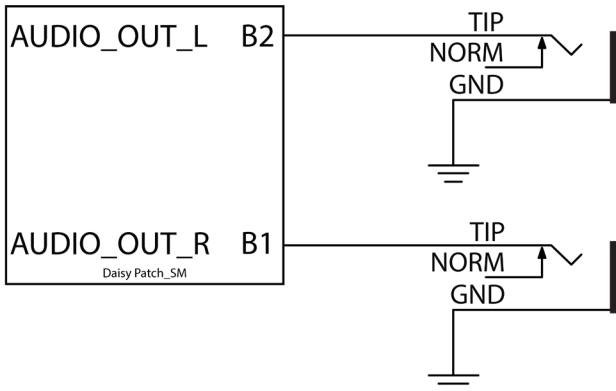 TIP
AUDIO_OUT_L B2
NORM
GND
TIP
AUDIO_OUT_R B1
NORM
Daisy Patch_SM
GND